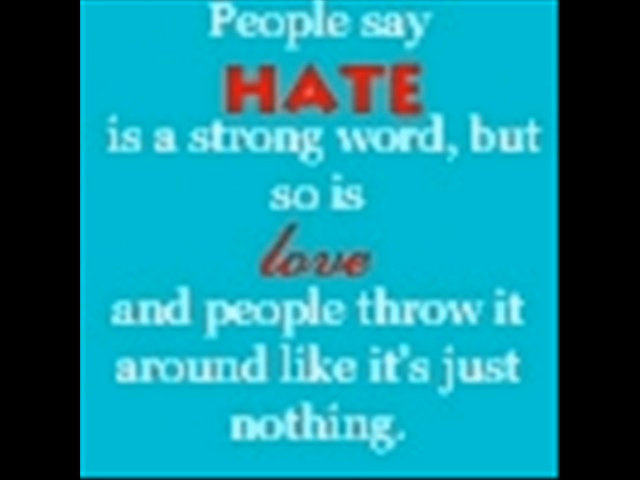 People say
HATE
is a strong word, but
so is
love
and people throw it
around like it's just
nothing.